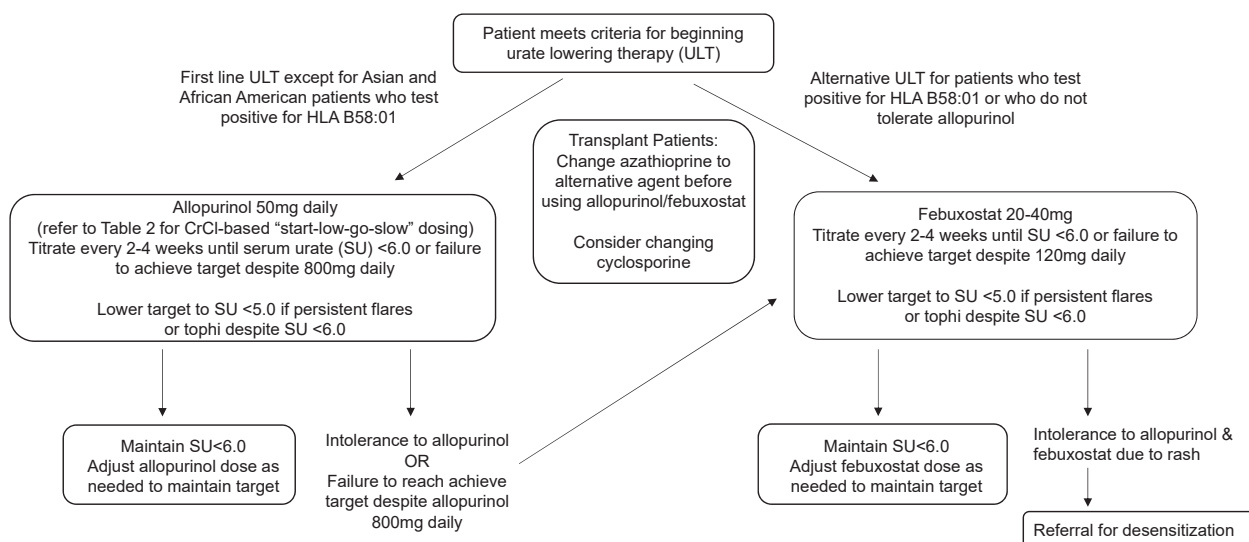 Patient meets criteria for beginning
urate lowering therapy (ULT)
First line ULT except for Asian and
African American patients who test
positive for HLA B58:01
Alternative ULT for patients who test
positive for HLA B58:01 or who do not
tolerate allopurinol
Transplant Patients:
Change azathioprine to
alternative agent before
using allopurinol/febuxostat
Consider changing
cyclosporine
Allopurinol 50mg daily
(refer to Table 2 for CrCl-based “start-low-go-slow” dosing)
Titrate every 2-4 weeks until serum urate (SU) <6.0 or failure
to achieve target despite 800mg daily
Lower target to SU <5.0 if persistent flares
or tophi despite SU <6.0
Febuxostat 20-40mg
Titrate every 2-4 weeks until SU <6.0 or failure to
achieve target despite 120mg daily
Lower target to SU <5.0 if persistent flares
or tophi despite SU <6.0
Maintain SU<6.0
Adjust allopurinol dose as
needed to maintain target
Intolerance to allopurinol
OR
Failure to reach achieve
target despite allopurinol
800mg daily
Maintain SU<6.0
Adjust febuxostat dose as
needed to maintain target
Intolerance to allopurinol &
febuxostat due to rash
Referral for desensitization